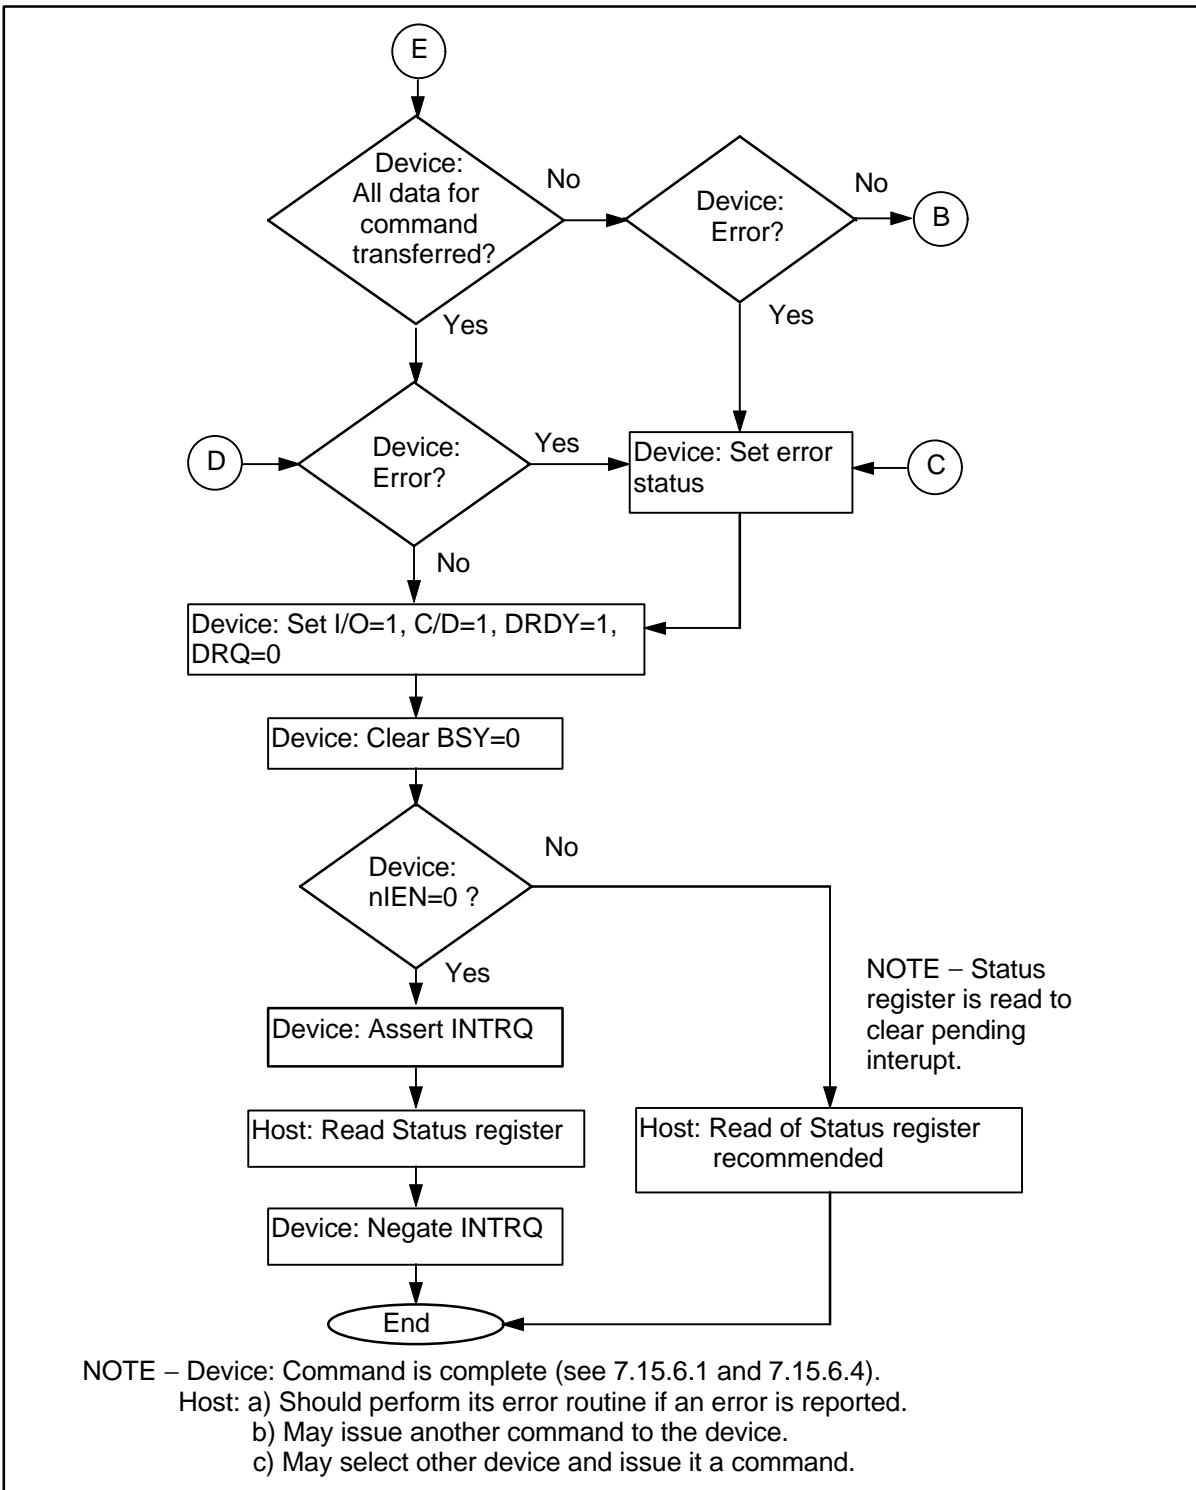 E
Device:
All data for
command
transferred?
No
Device:
Error?
No
B
Yes
Yes
D
Device:
Error?
Yes
Device: Set error
status
C
No
Device: Set I/O=1, C/D=1, DRDY=1,
DRQ=0
Device: Clear BSY=0
Device:
nIEN=0 ?
No
Yes
NOTE – Status
register is read to
clear pending
interupt.
Device: Assert INTRQ
Host: Read Status register
Host: Read of Status register
recommended
Device: Negate INTRQ
End
NOTE – Device: Command is complete (see 7.15.6.1 and 7.15.6.4).
Host: a) Should perform its error routine if an error is reported.
b) May issue another command to the device.
c) May select other device and issue it a command.